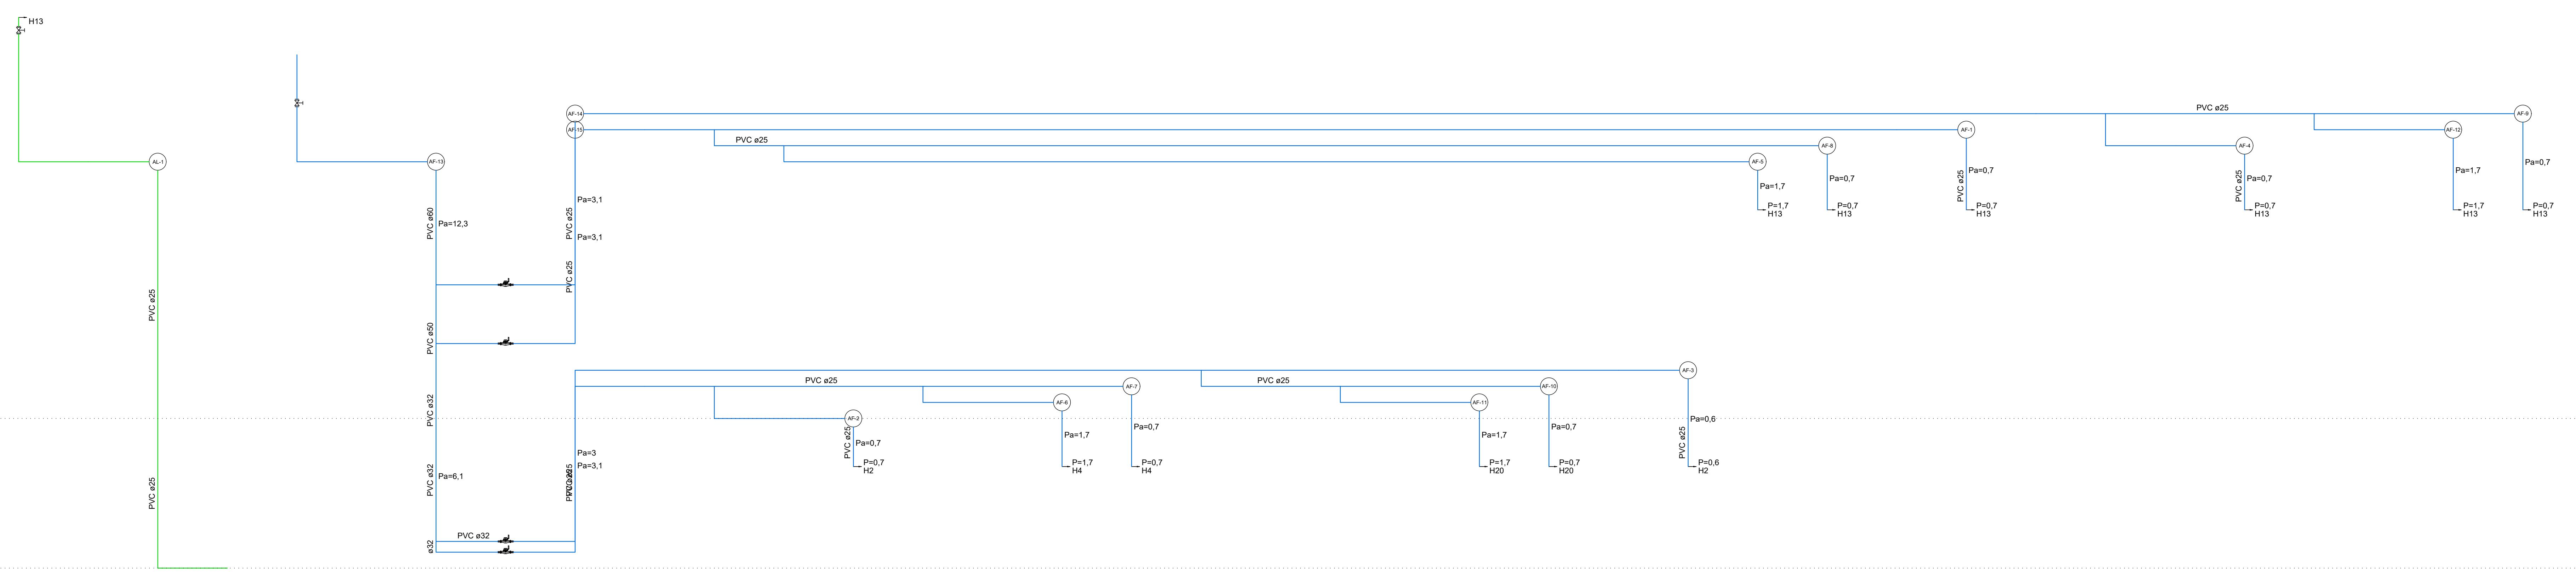 H13
AF-14
PVC ø25
AF-9
AF-15
AF-1
AF-12
PVC ø25
AF-8
AF-4
AL-1
AF-13
AF-5
Pa=0,7
Pa=0,7
Pa=1,7
Pa=1,7
Pa=0,7
PVC ø25
Pa=0,7
PVC ø25
Pa=3,1
P=1,7
H13
P=0,7
H13
P=0,7
H13
P=0,7
H13
P=1,7
H13
P=0,7
H13
PVC ø60
Pa=12,3
PVC ø25
Pa=3,1
PVC ø25
PVC ø25
PVC ø50
AF-3
PVC ø25
AF-7
PVC ø25
AF-10
PVC ø32
AF-6
AF-11
AF-2
Pa=0,6
Pa=0,7
Pa=0,7
PVC ø25
Pa=0,7
Pa=1,7
Pa=1,7
PVC ø25
Pa=3
Pa=3,1
P=0,7
H2
P=1,7
H4
P=0,7
H4
P=1,7
H20
P=0,7
H20
P=0,6
H2
PVC ø25
PVC ø32
Pa=6,1
PVC ø25
PVC ø32
ø32